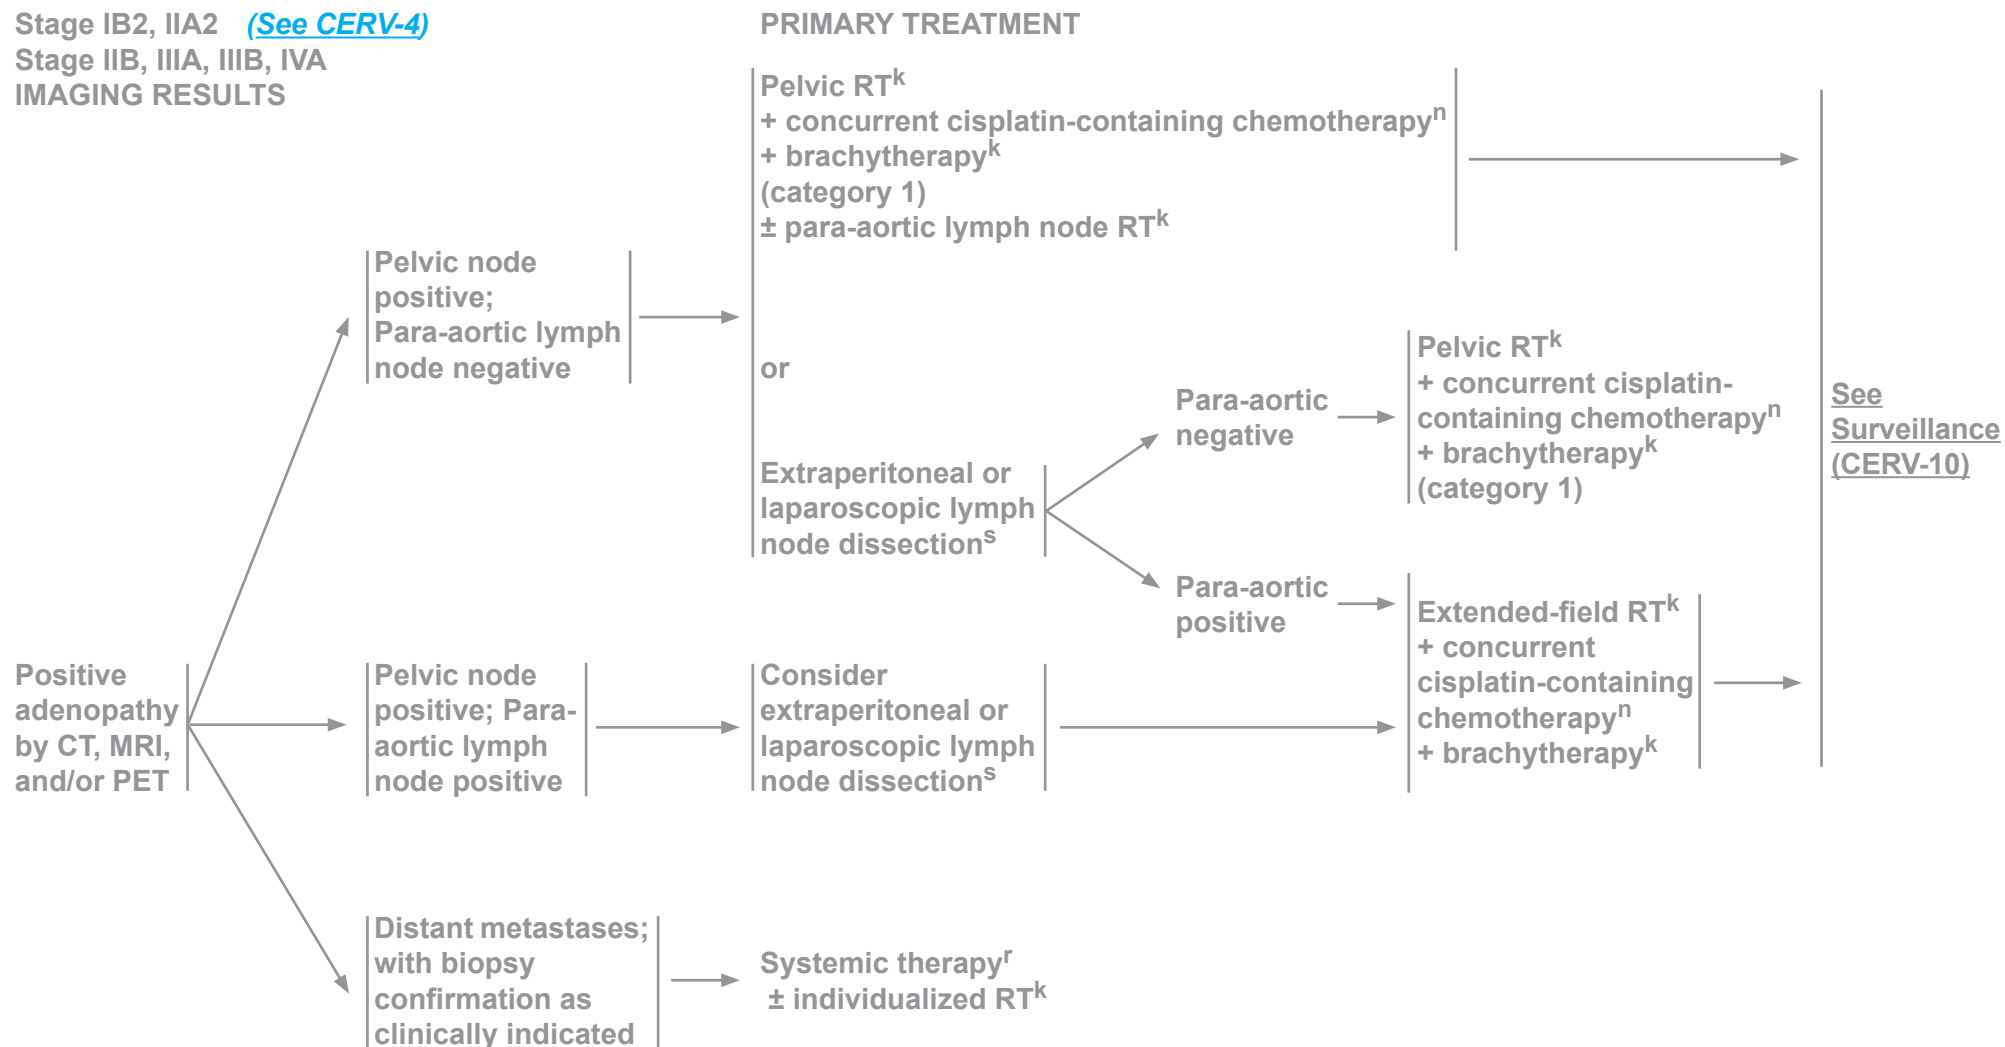 Stage IB2, IIA2 (See CERV-4)
Stage IIB, IIIA, IIIB, IVA
IMAGING RESULTS
PRIMARY TREATMENT
Positive
adenopathy
by CT, MRI,
and/or PET
Pelvic node
positive;
Para-aortic lymph
node negative
Pelvic RTk
+ concurrent cisplatin-containing chemotherapyn
+ brachytherapyk
(category 1)
± para-aortic lymph node RTk
or
Extraperitoneal or
laparoscopic lymph
node dissections
Para-aortic
negative
Pelvic RTk
+ concurrent cisplatin-
containing chemotherapyn
+ brachytherapyk
(category 1)
Para-aortic
positive
Extended-field RTk
+ concurrent
cisplatin-containing
chemotherapyn
+ brachytherapyk
Pelvic node
positive; Para-
aortic lymph
node positive
Consider
extraperitoneal or
laparoscopic lymph
node dissections
Distant metastases;
with biopsy
confirmation as
clinically indicated
Systemic therapyr
± individualized RTk
See
Surveillance
(CERV-10)